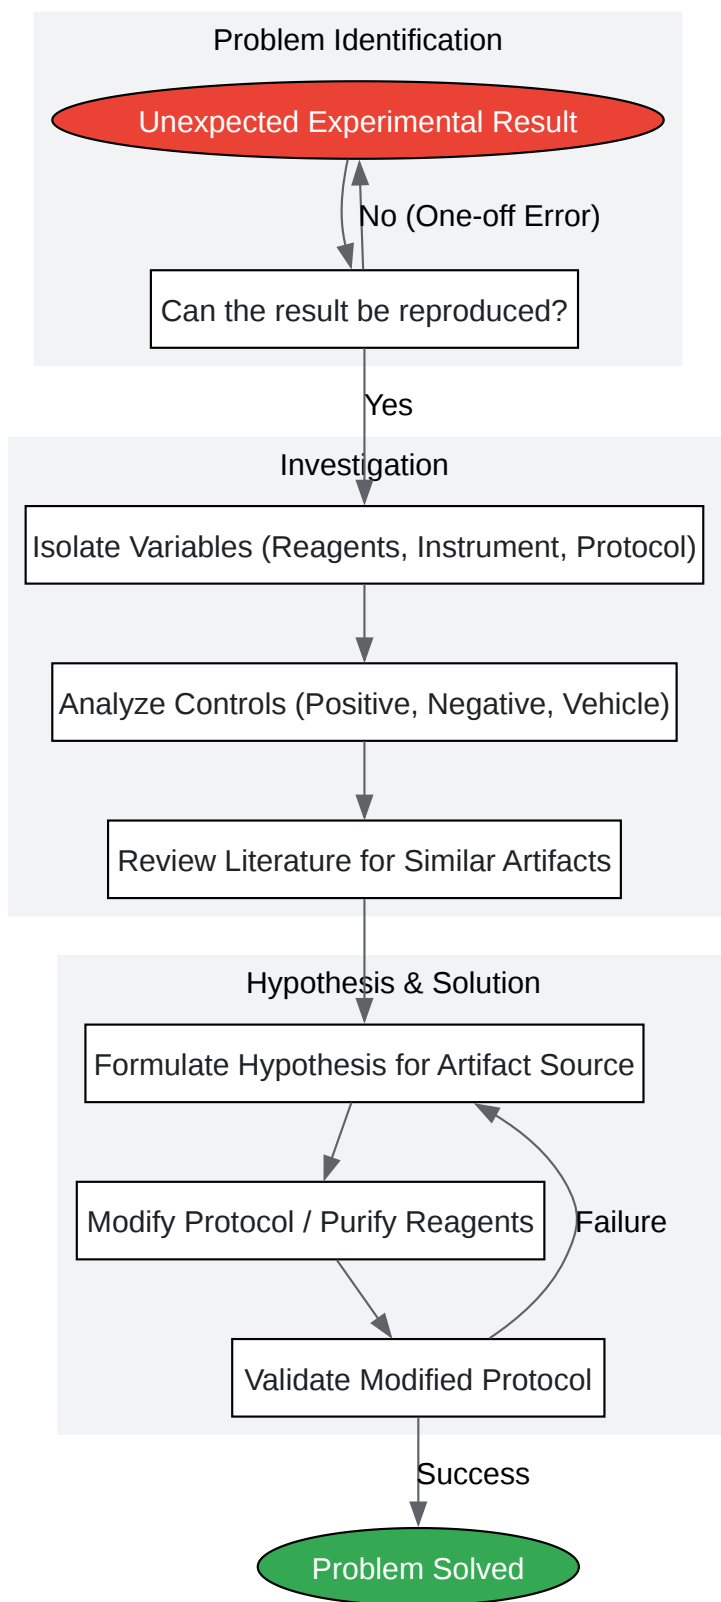 Problem Identification
Unexpected Experimental Result
No (One-off Error)
Can the result be reproduced?
Yes
Investigation
Isolate Variables (Reagents, Instrument, Protocol)
Analyze Controls (Positive, Negative, Vehicle)
Review Literature for Similar Artifacts
Hypothesis & Solution
Formulate Hypothesis for Artifact Source
Modify Protocol / Purify Reagents
Failure
Validate Modified Protocol
Success
Problem Solved